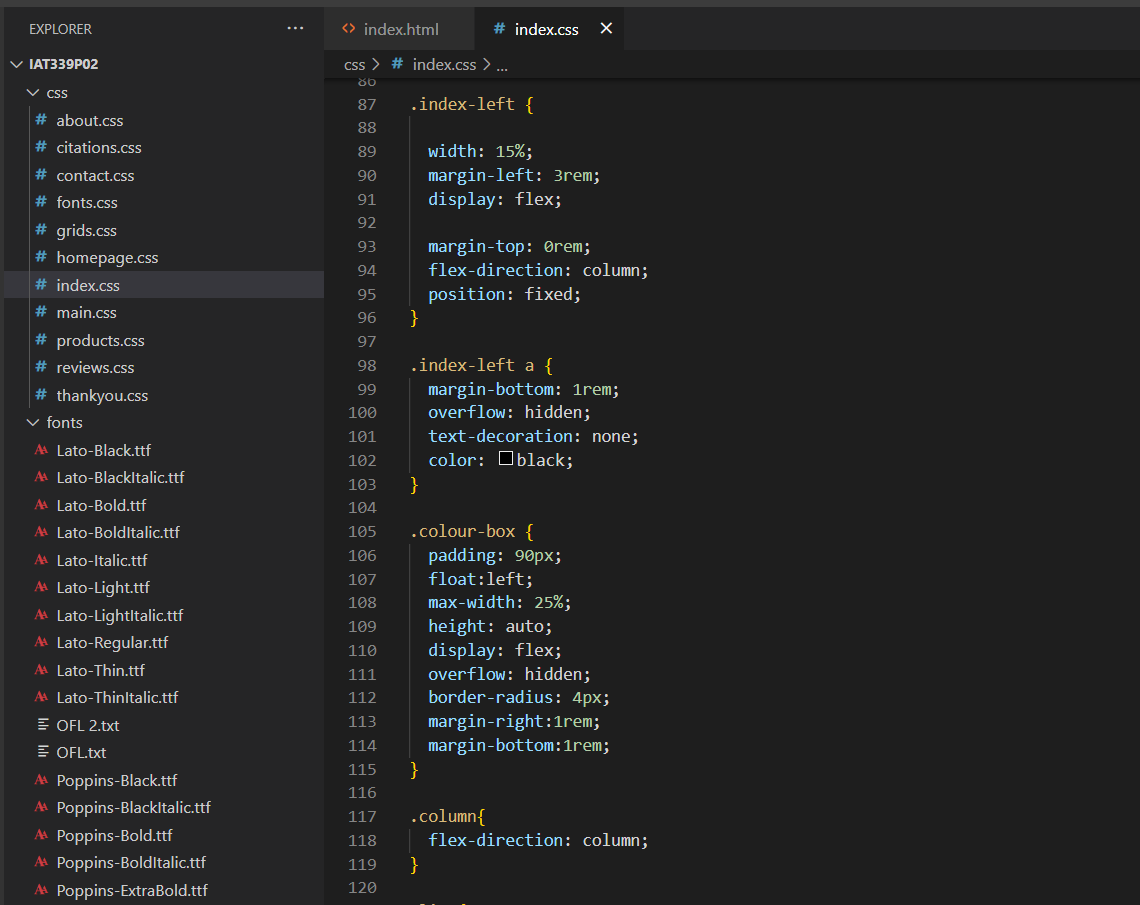 EXPLORER
IAT339P02
css
about.css
citations.css
contact.css
fonts.css
grids.css
homepage.css
index.css
main.css
products.css
reviews.css
thankyou.css
fonts
Lato-Black.ttf
Lato-BlackItalic.ttf
Lato-Bold.ttf
Lato-BoldItalic.ttf
Lato-Italic.ttf
Lato-Light.ttf
Lato-LightItalic.ttf
Lato-Regular.ttf
Lato-Thin.ttf
Lato-ThinItalic.ttf
OFL 2.txt
OFL.txt
Poppins-Black.ttf
Poppins-BlackItalic.ttf
Poppins-Bold.ttf
Poppins-BoldItalic.ttf
Poppins-ExtraBold.ttf
<> index.html # index.css
css > # index.css > ...
86
87 .index-left {
88
89 width: 15%;
90 margin-left: 3rem;
91 display: flex;
92
93 margin-top: 0rem;
94 flex-direction: column;
95 position: fixed;
96 }
97
98 .index-left a {
99 margin-bottom: 1rem;
100 overflow: hidden;
101 text-decoration: none;
102 color: black;
103 }
104
105 .colour-box {
106 padding: 90px;
107 float:left;
108 max-width: 25%;
109 height: auto;
110 display: flex;
111 overflow: hidden;
112 border-radius: 4px;
113 margin-right:1rem;
114 margin-bottom:1rem;
115 }
116
117 .column{
118 flex-direction: column;
119 }
120